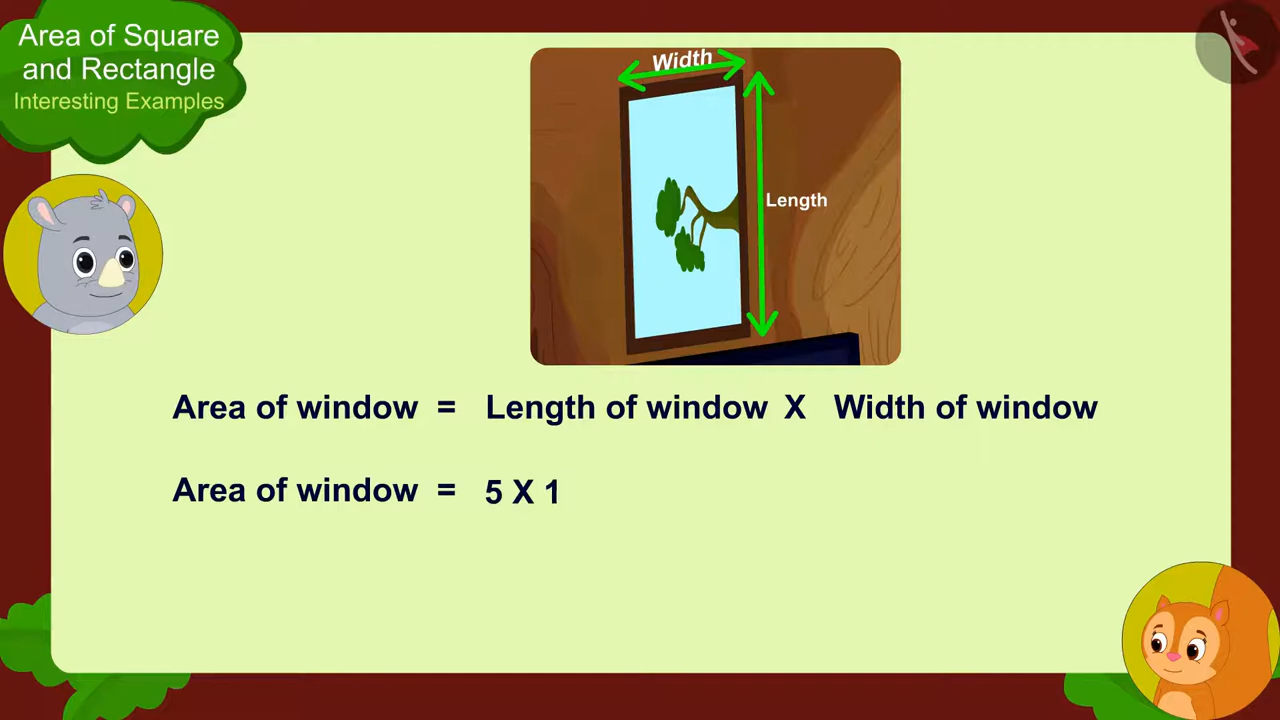 Area of Square
and Rectangle
Interesting Examples
Width
Length
Area of window = Length of window X Width of window
Area of window = 5 X 1